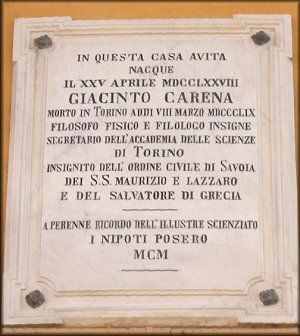 IN QUESTA CASA AVITA
NACQUE
IL XXV APRILE MDCCLXXVIII
GIACINTO CARENA
MORTO IN TORINO ADDI VIII MARZO MDCCCLIX
FILOSOFO FISICO E FILOLOGO INSIGNE
SEGRETARIO DELL'ACCADEMIA DELLE SCIENZE
DI TORINO
INSIGNITO DELL'ORDINE CIVILE DI SAVOIA
DEI S.S. MAURIZIO E LAZZARO
E DEL SALVATORE DI GRECIA
A PERENNE RICORDO DELL'ILLUSTRE SCIENZIATO
I NIPOTI POSERO
MCM